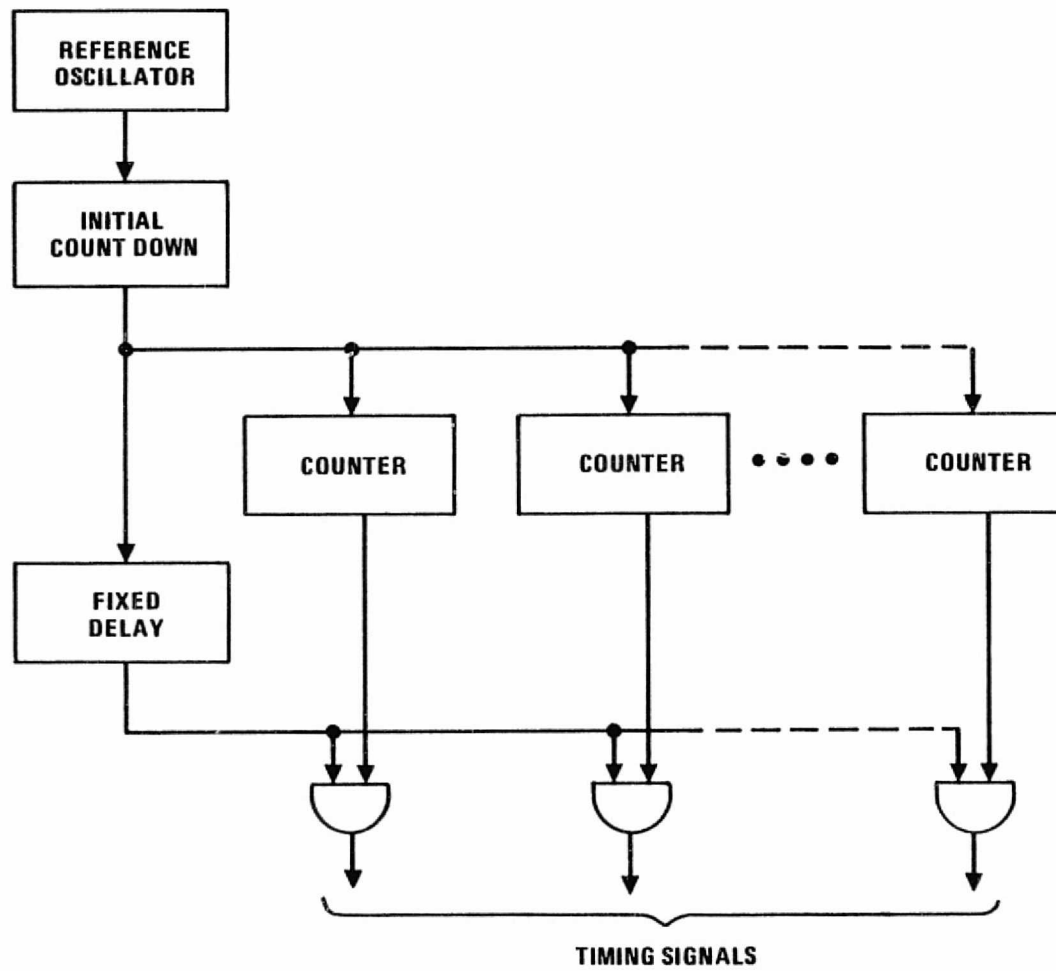 REFERENCE
OSCILLATOR
INITIAL
COUNT DOWN
COUNTER
COUNTER
COUNTER
FIXED
DELAY
TIMING SIGNALS